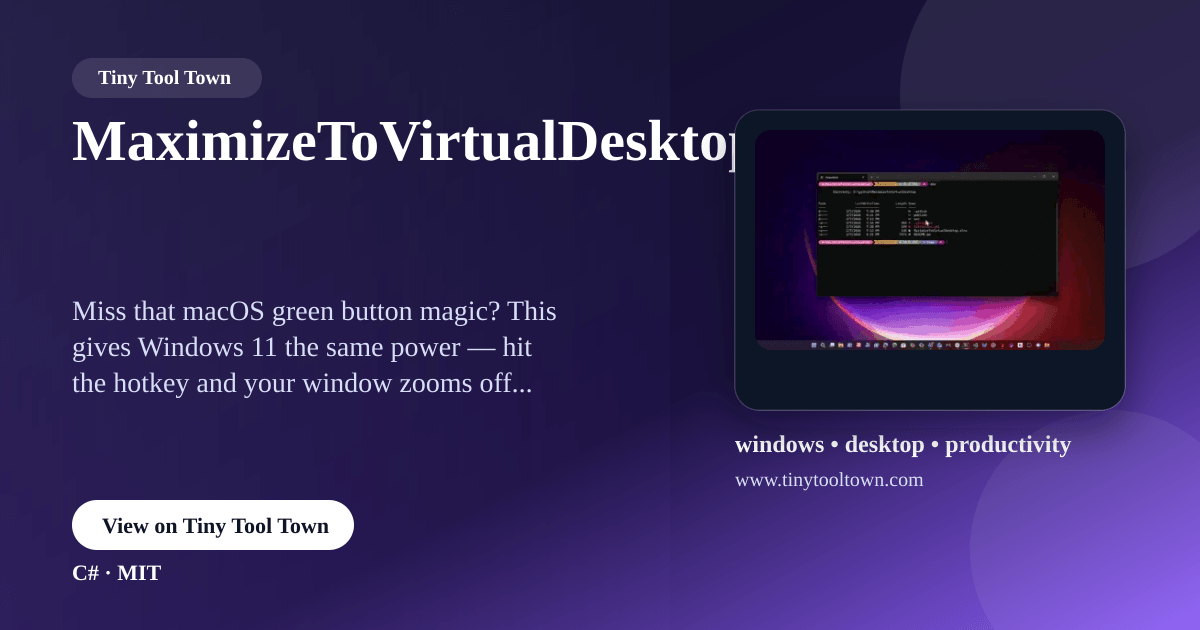 Tiny Tool Town
MaximizeToVirtualDesktop
Miss that macOS green button magic? This
gives Windows 11 the same power — hit
the hotkey and your window zooms off...
windows • desktop • productivity
www.tinytooltown.com
View on Tiny Tool Town
C# · MIT